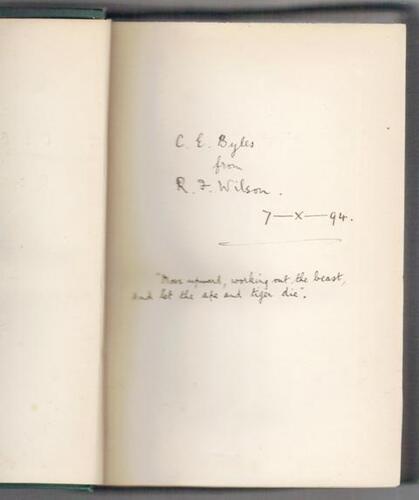 C. E. Byles
from
R. F. Wilson.
7—X—94.
"Move upward, working out the beast,
and let the ape and tiger die".